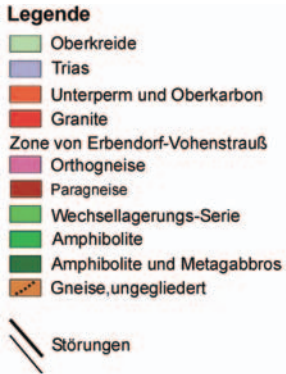 Legende
Oberkreide
Trias
Unterperm und Oberkarbon
Granite
Zone von Erbendorf-Vohenstrauß
Orthogneise
Paragneise
Wechsellagerungs-Serie
Amphibolite
Amphibolite und Metagabbros
Gneise,ungegliedert
Störungen